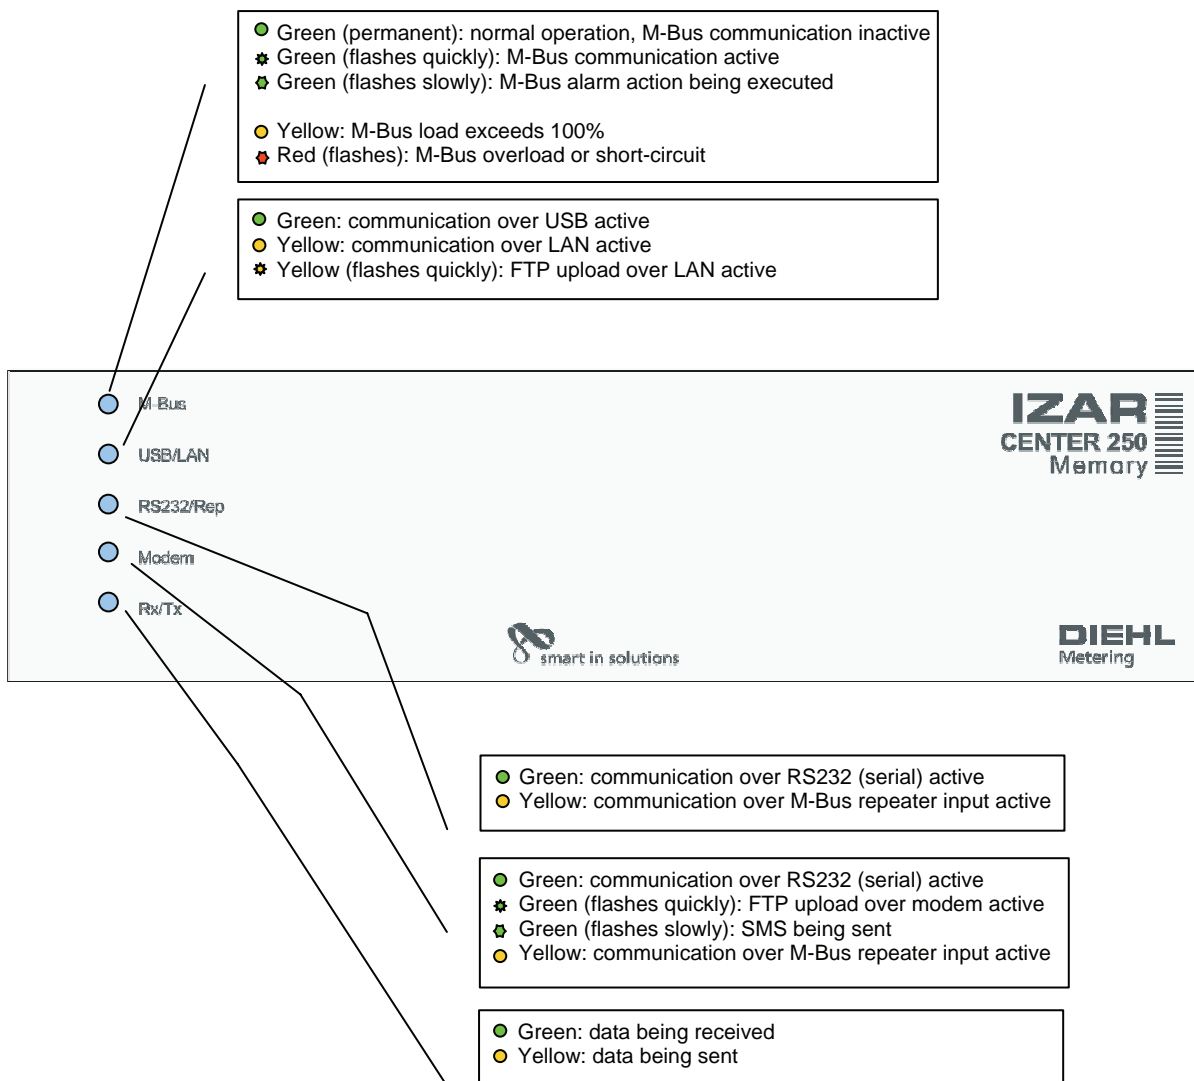 Green (permanent): normal operation, M-Bus communication inactive
Green (flashes quickly): M-Bus communication active
Green (flashes slowly): M-Bus alarm action being executed
Yellow: M-Bus load exceeds 100%
Red (flashes): M-Bus overload or short-circuit
Green: communication over USB active
Yellow: communication over LAN active
Yellow (flashes quickly): FTP upload over LAN active
M-Bus
USB/LAN
RS232/Rep
Modem
Rx/Tx
IZAR
CENTER 250
Memory
smart in solutions
DIEHL
Metering
Green: communication over RS232 (serial) active
Yellow: communication over M-Bus repeater input active
Green: communication over RS232 (serial) active
Green (flashes quickly): FTP upload over modem active
Green (flashes slowly): SMS being sent
Yellow: communication over M-Bus repeater input active
Green: data being received
Yellow: data being sent